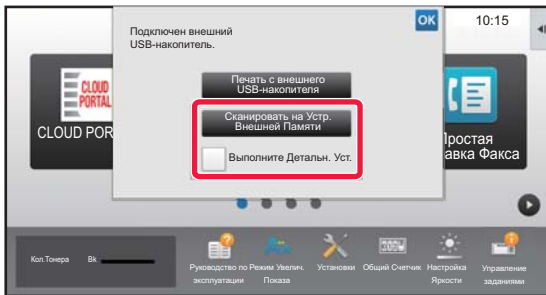 Подключен внешний
USB-накопитель.
OK
10:15
Печать с внешнего
USB-накопителя
Сканировать на Устр.
Внешней Памяти
Выполните Детальн. Уст.
CLOUD
PORTAL
CLOUD POR
Простая
авка Факса
Кол.Тонера
Bk
Руководство по
эксплуатации
Режим Увелич.
Показа
Установки
Общий Счетчик
Настройка
Яркости
Управление
заданиями